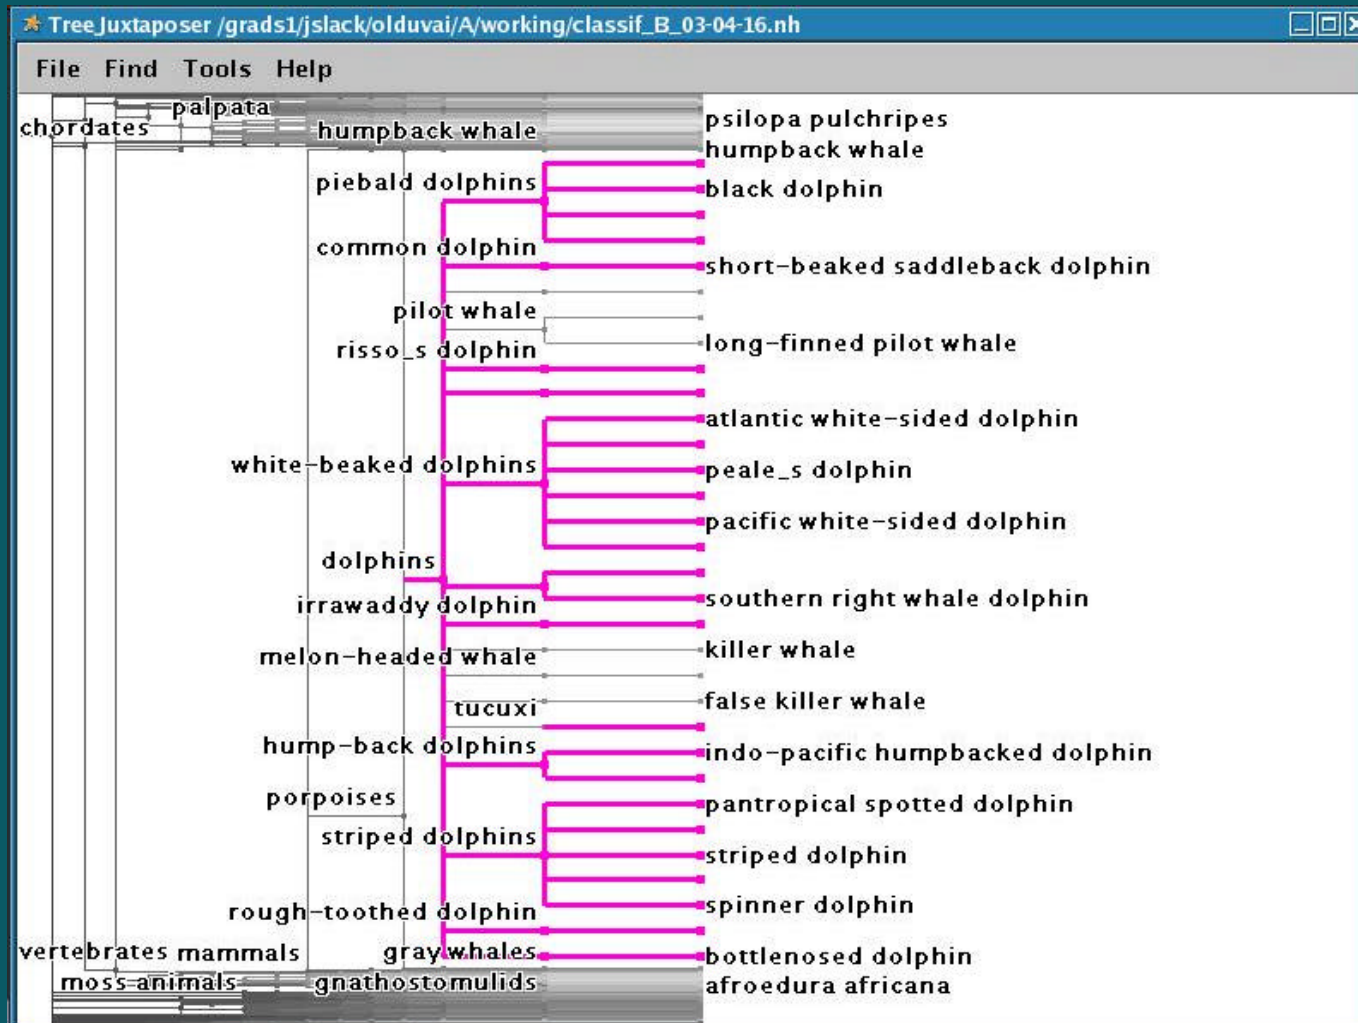 TreeJuxtaposer /grads1/jslack/olduvai/A/working/classif_B_03-04-16.nh
File Find Tools Help
palpata
psilopa pulchripes
chordates
humpback whale
humpback whale
piebald dolphins
black dolphin
common dolphin
short-beaked saddleback dolphin
pilot whale
long-finned pilot whale
risso_s dolphin
atlantic white-sided dolphin
white-beaked dolphins
peale_s dolphin
pacific white-sided dolphin
dolphins
southern right whale dolphin
irrawaddy dolphin
killer whale
melon-headed whale
false killer whale
tucuxi
hump-back dolphins
indo-pacific humpbacked dolphin
porpoises
pantropical spotted dolphin
striped dolphins
striped dolphin
rough-toothed dolphin
spinner dolphin
vertebrates mammals
gray whales
bottlenosed dolphin
moss animals
gnathostomulids
afroedura africana